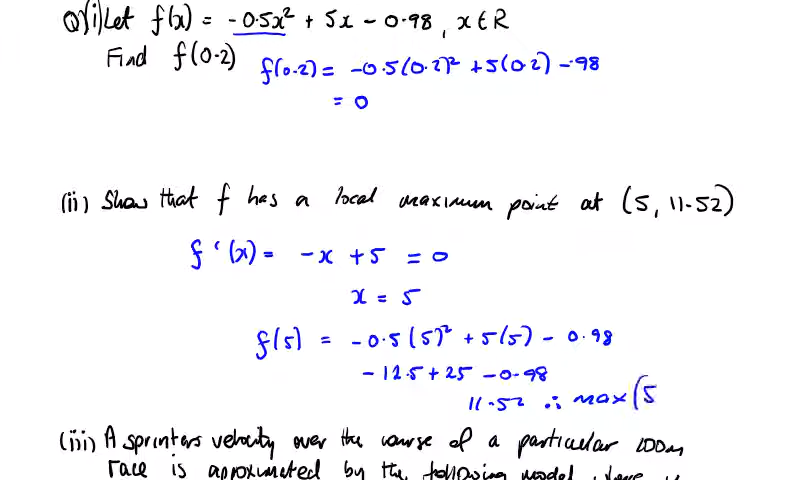 Q7(i) Let f(x) = -0.5x² + 5x - 0.98, x ∈ R
Find f(0.2)
f(0.2) = -0.5(0.2)² + 5(0.2) - .98
= 0
(ii) Show that f has a local maximum point at (5, 11.52)
f'(x) = -x + 5 = 0
x = 5
f(5) = -0.5(5)² + 5(5) - 0.98
-12.5 + 25 - 0.98
11.52 ∴ max (5
(iii) A sprinters velocity over the course of a particular 100m
race is aproximated by the following model, where